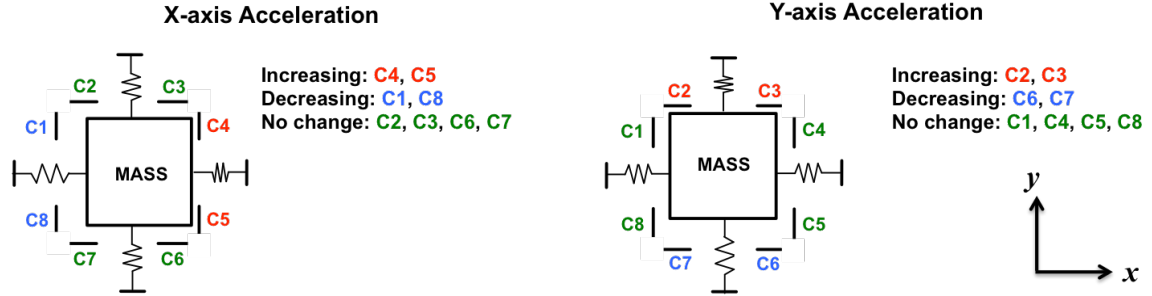 X-axis Acceleration
C2 C3
C1 C4
MASS
C8 C5
C7 C6
Increasing: C4, C5
Decreasing: C1, C8
No change: C2, C3, C6, C7
Y-axis Acceleration
C2 C3
C1 C4
MASS
C8 C5
C7 C6
Increasing: C2, C3
Decreasing: C6, C7
No change: C1, C4, C5, C8
y
x